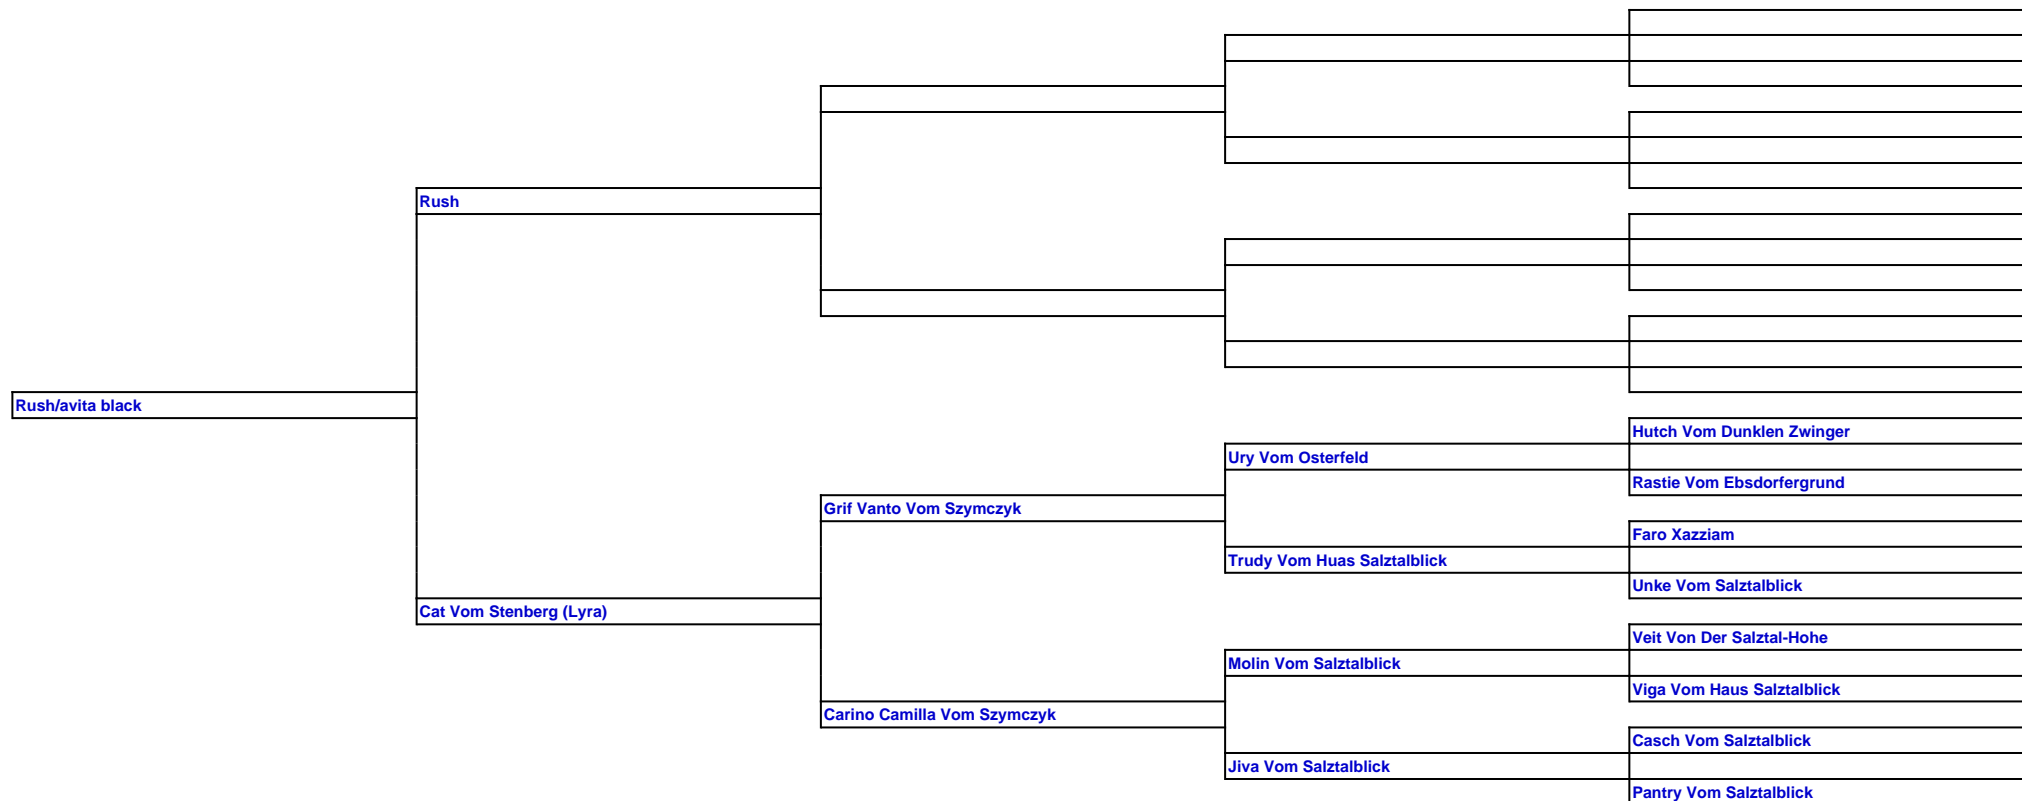 Rush
Rush/avita black
Hutch Vom Dunklen Zwinger
Ury Vom Osterfeld
Rastie Vom Ebsdorfergrund
Grif Vanto Vom Szymczyk
Faro Xazziam
Trudy Vom Huas Salztalblick
Unke Vom Salztalblick
Cat Vom Stenberg (Lyra)
Veit Von Der Salztal-Hohe
Molin Vom Salztalblick
Viga Vom Haus Salztalblick
Carino Camilla Vom Szymczyk
Casch Vom Salztalblick
Jiva Vom Salztalblick
Pantry Vom Salztalblick